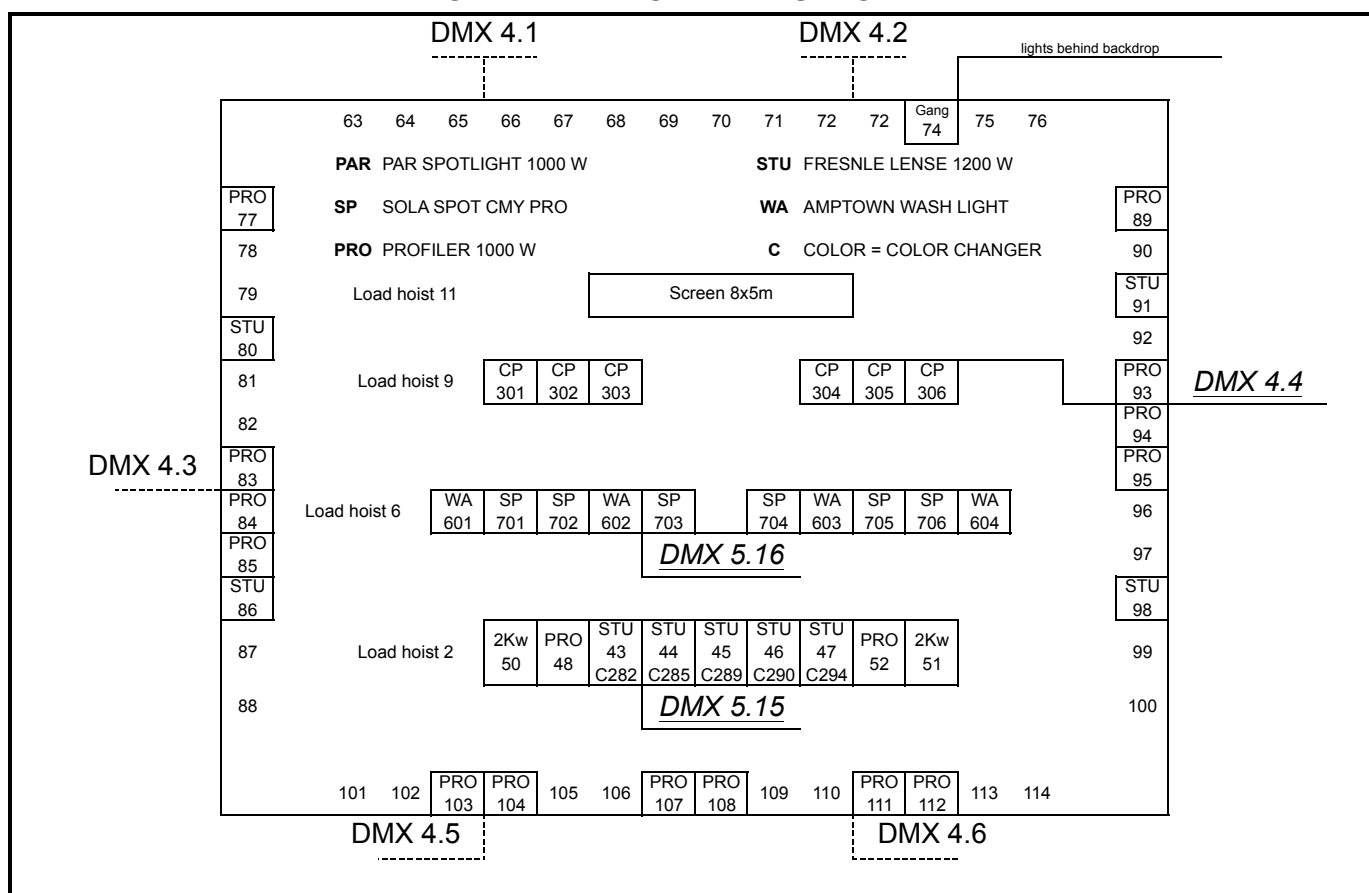 DMX 4.1 DMX 4.2
lights behind backdrop
63 64 65 66 67 68 69 70 71 72 72 Gang 74 75 76
PAR PAR SPOTLIGHT 1000 W STU FRESNLE LENSE 1200 W
PRO 77 PRO 89
SP SOLA SPOT CMY PRO WA AMPTOWN WASH LIGHT
78 PRO PROFILER 1000 W C COLOR = COLOR CHANGER 90
79 Load hoist 11 Screen 8x5m STU 91
STU 80 92
81 Load hoist 9 CP 301 CP 302 CP 303 CP 304 CP 305 CP 306 PRO 93 DMX 4.4
82 PRO 94
DMX 4.3 PRO 83 PRO 95
PRO 84 Load hoist 6 WA 601 SP 701 SP 702 WA 602 SP 703 SP 704 WA 603 SP 705 SP 706 WA 604 96
PRO 85 DMX 5.16 97
STU 86 STU 98
87 Load hoist 2 2Kw 50 PRO 48 STU 43 C282 STU 44 C285 STU 45 C289 STU 46 C290 STU 47 C294 PRO 52 2Kw 51 99
88 DMX 5.15 100
101 102 PRO 103 PRO 104 105 106 PRO 107 PRO 108 109 110 PRO 111 PRO 112 113 114
DMX 4.5 DMX 4.6